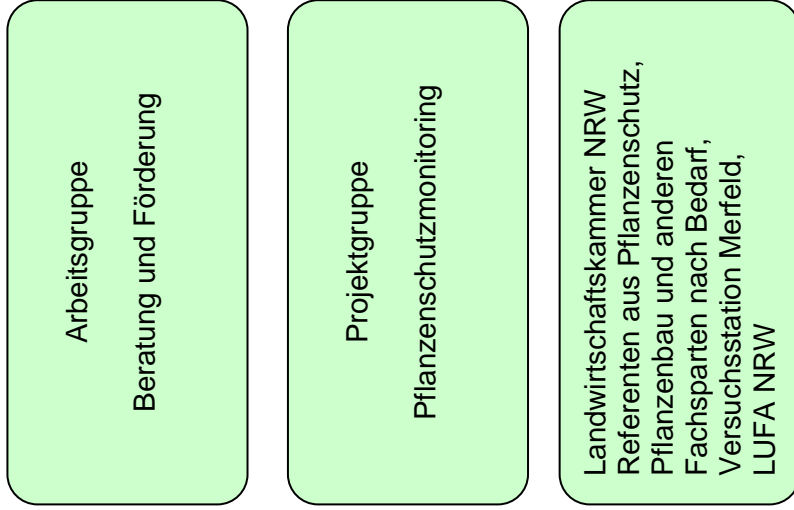 Arbeitsgruppe
Beratung und Förderung
Projektgruppe
Pflanzenschutzmonitoring
Landwirtschaftskammer NRW
Referenten aus Pflanzenschutz,
Pflanzenbau und anderen
Fachsparten nach Bedarf,
Versuchsstation Merfeld,
LUFA NRW